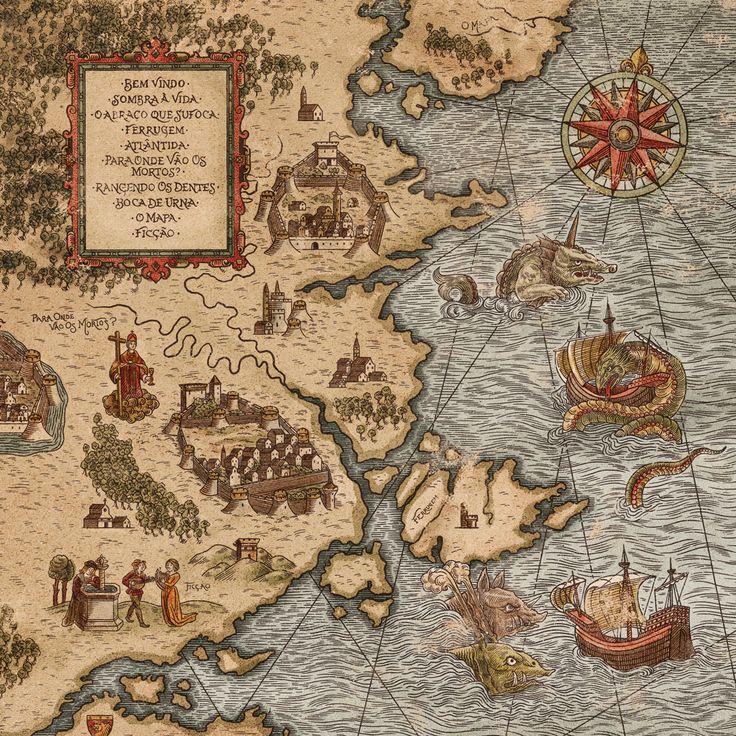 BEM VINDO
· SOMBRA À VIDA ·
· O ABRAÇO QUE SUFOCA ·
· FERRUGEM ·
· ATLÂNTIDA ·
· PARA ONDE VÃO OS
MORTOS? ·
· RANGENDO OS DENTES ·
· BOCA DE URNA ·
· O MAPA ·
· FICÇÃO ·
O MAPA
PARA ONDE
VÃO OS MORTOS?
FERRUGEM
FICÇÃO